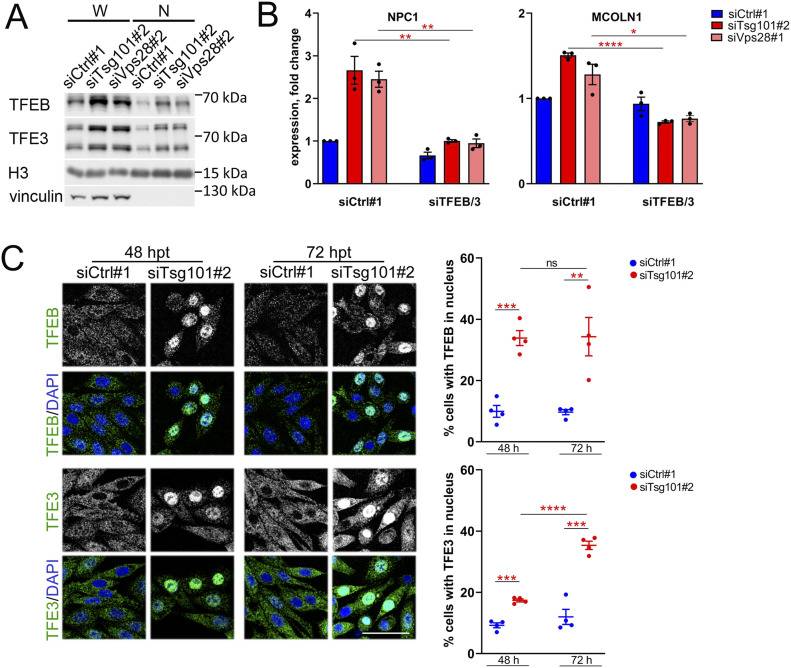 A
W N
siCtrl#1 siTsg101#2 siVps28#2 siCtrl#1 siTsg101#2 siVps28#2
TFEB 70 kDa
TFE3 70 kDa
H3 15 kDa
vinculin 130 kDa
B
NPC1
expression, fold change
3
2
1
0
**
**
siCtrl#1 siTFEB/3
MCOLN1
2
1
0
*
****
siCtrl#1 siTFEB/3
siCtrl#1
siTsg101#2
siVps28#1
C
48 hpt 72 hpt
siCtrl#1 siTsg101#2 siCtrl#1 siTsg101#2
TFEB
TFEB/DAPI
TFE3
TFE3/DAPI
% cells with TFEB in nucleus
60
40
20
0
ns
***
**
48 h 72 h
siCtrl#1
siTsg101#2
% cells with TFE3 in nucleus
60
40
20
0
****
***
***
48 h 72 h
siCtrl#1
siTsg101#2